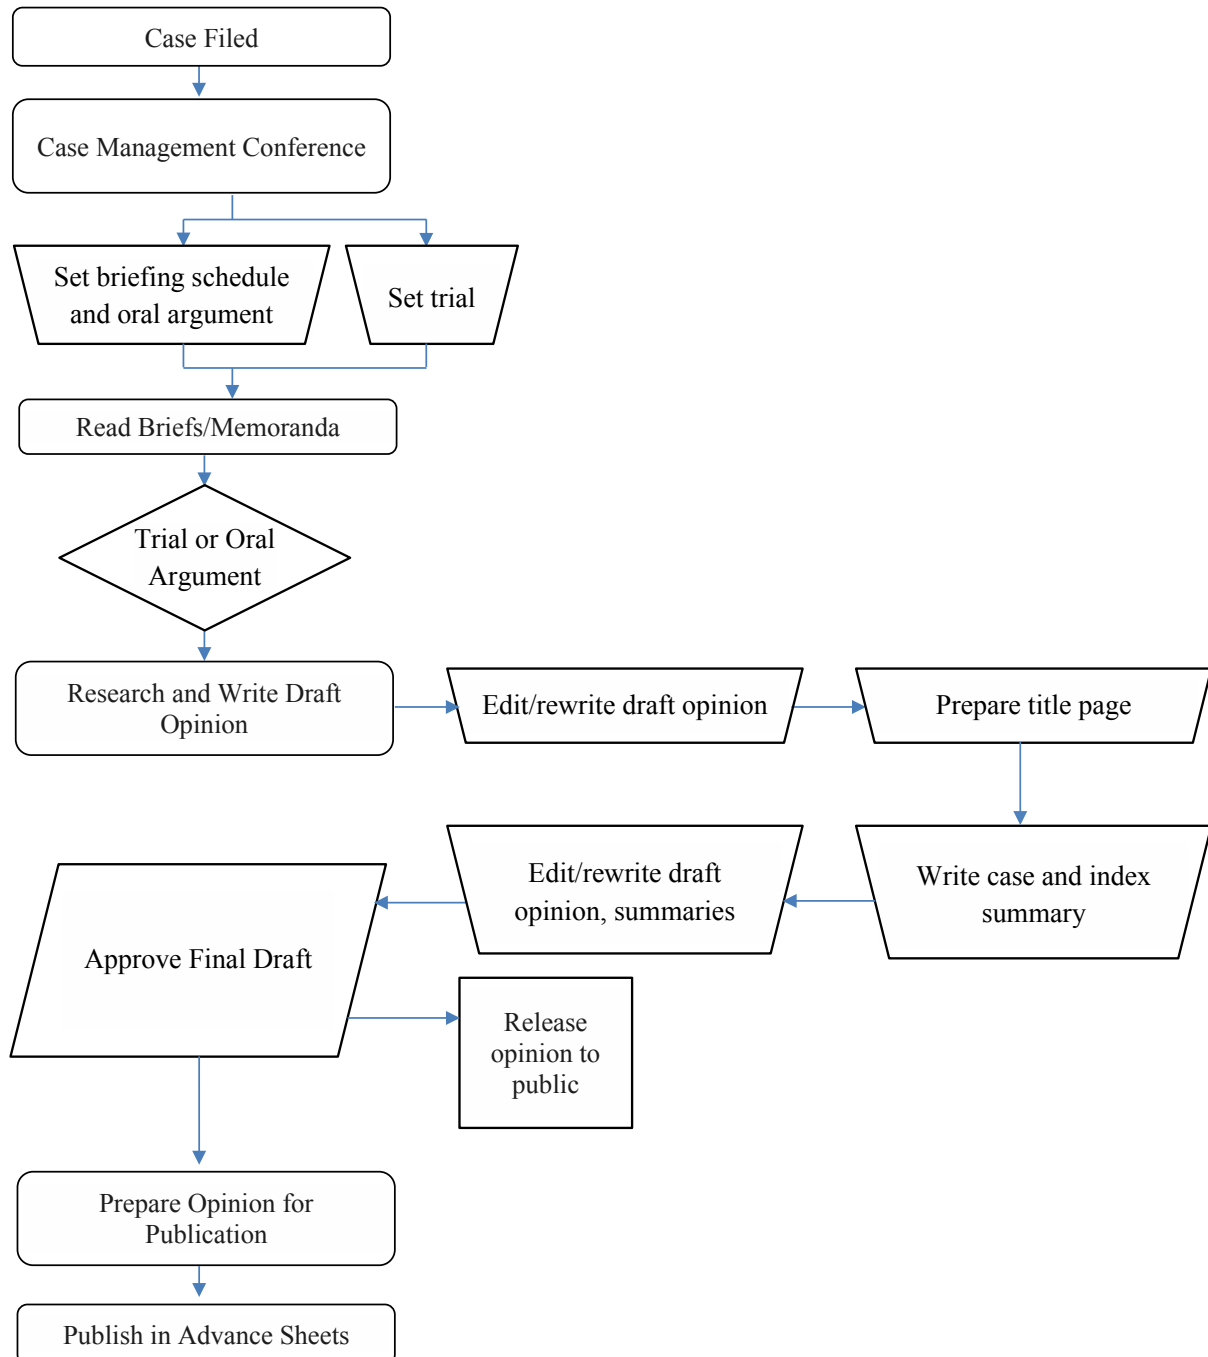 Case Filed
Case Management Conference
Set briefing schedule
and oral argument
Set trial
Read Briefs/Memoranda
Trial or Oral
Argument
Research and Write Draft
Opinion
Edit/rewrite draft opinion
Prepare title page
Write case and index
summary
Edit/rewrite draft
opinion, summaries
Approve Final Draft
Release
opinion to
public
Prepare Opinion for
Publication
Publish in Advance Sheets